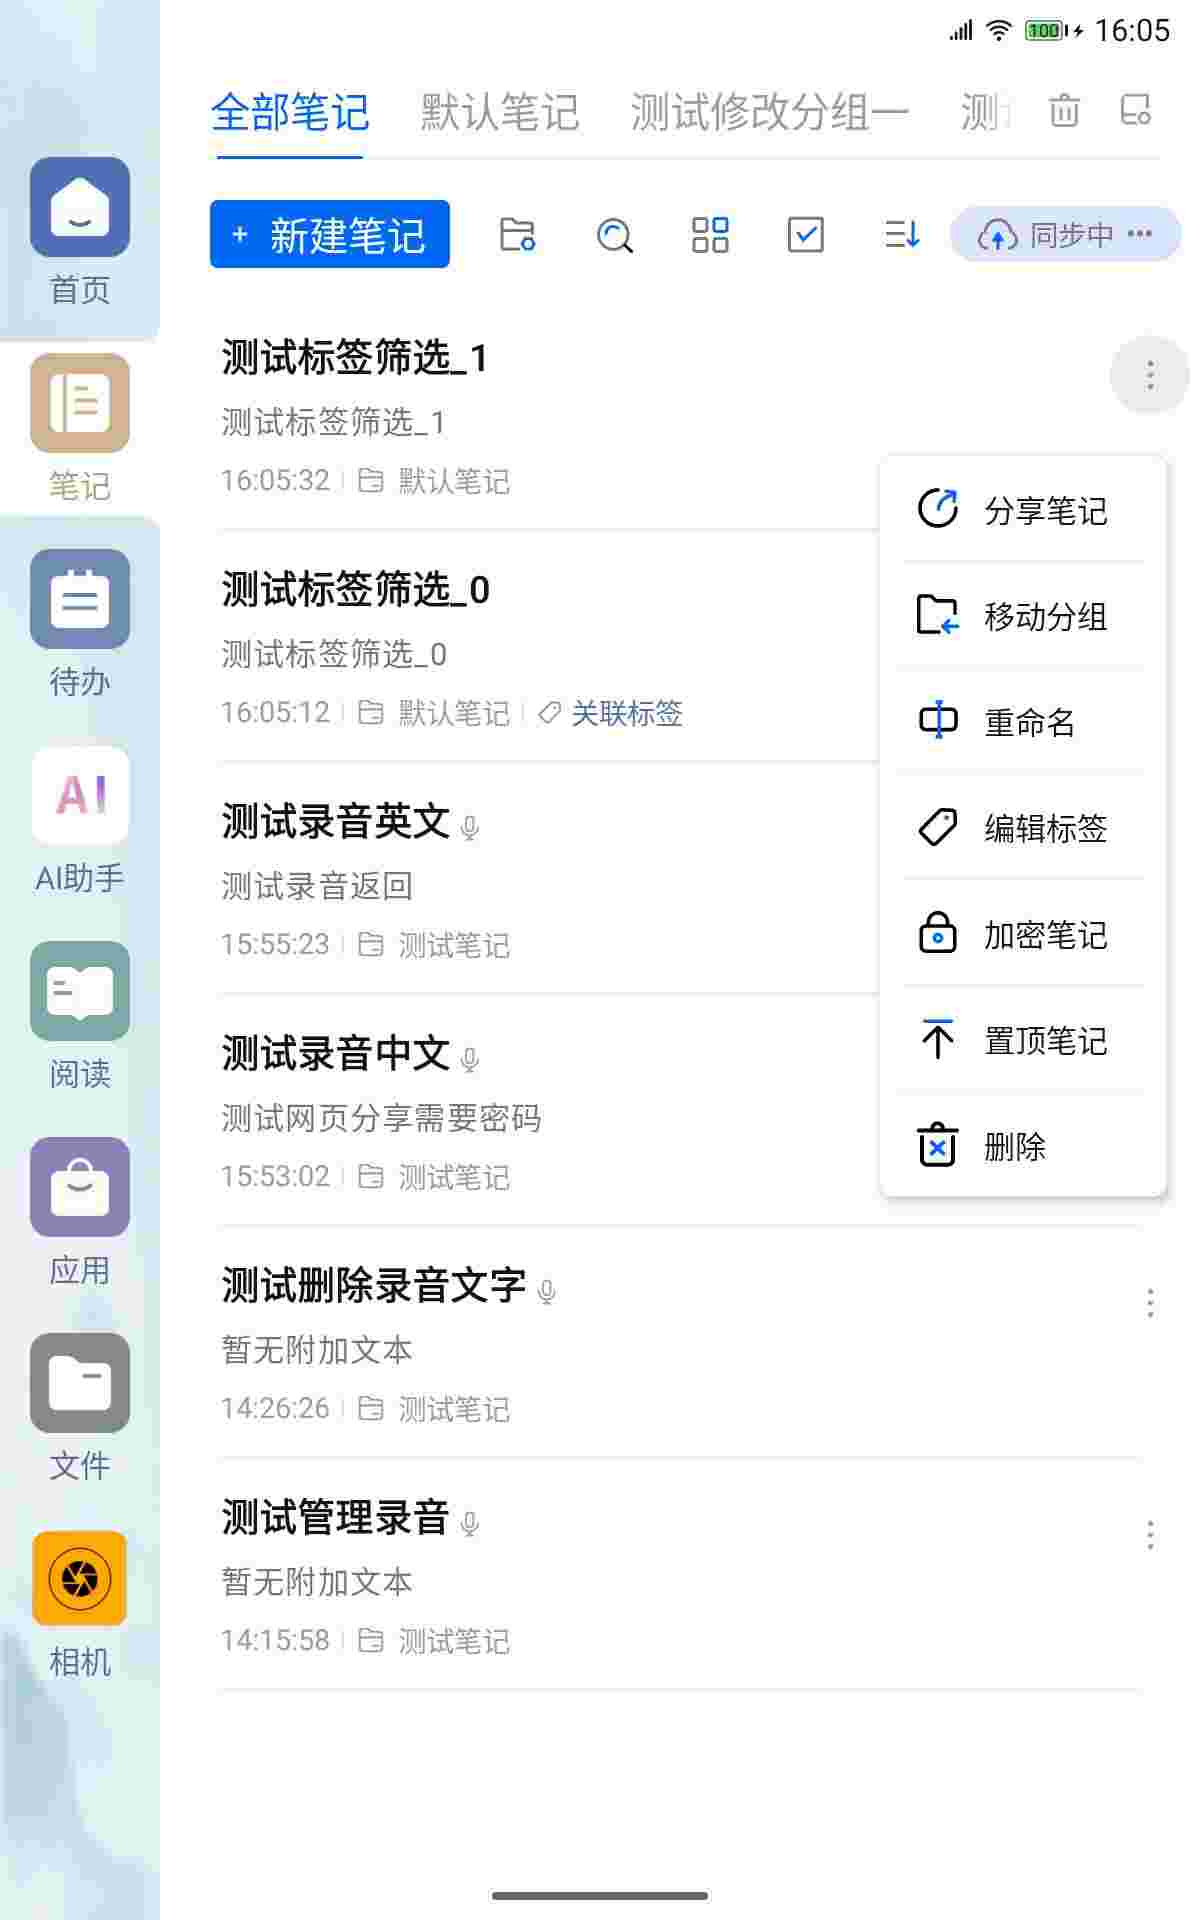 100 16:05
全部笔记 默认笔记 测试修改分组一 测
+ 新建笔记 同步中 •••
首页
笔记
待办
AI
AI助手
阅读
应用
文件
相机
测试标签筛选_1
测试标签筛选_1
16:05:32 默认笔记
测试标签筛选_0
测试标签筛选_0
16:05:12 默认笔记 关联标签
测试录音英文
测试录音返回
15:55:23 测试笔记
测试录音中文
测试网页分享需要密码
15:53:02 测试笔记
测试删除录音文字
暂无附加文本
14:26:26 测试笔记
测试管理录音
暂无附加文本
14:15:58 测试笔记
分享笔记
移动分组
重命名
编辑标签
加密笔记
置顶笔记
删除